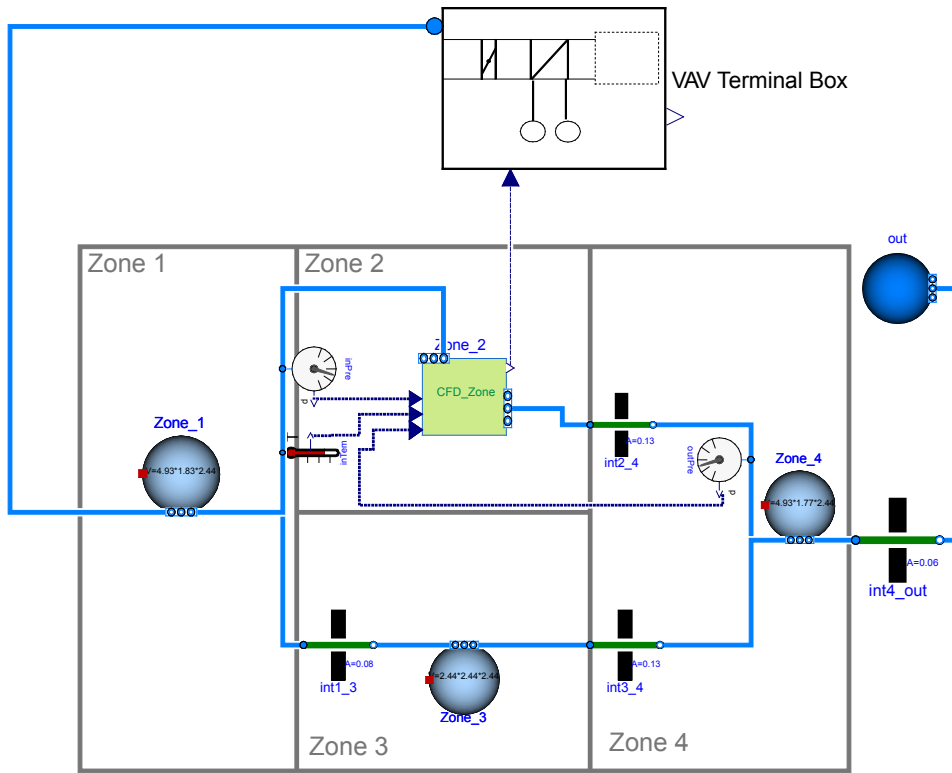 VAV Terminal Box
out
Zone 1
Zone 2
inPre
p
Zone_2
CFD_Zone
T
inTem
Zone_1
V=4.93*1.83*2.44
A=0.13
int2_4
outPre
p
Zone_4
V=4.93*1.77*2.44
A=0.06
int4_out
A=0.08
int1_3
V=2.44*2.44*2.44
Zone_3
A=0.13
int3_4
Zone 3
Zone 4